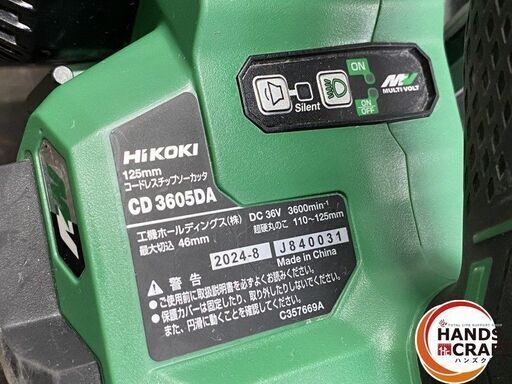 ON
Silent
ON
OFF
MULTI VOLT
HiKOKI
125mm
コードレスチップソーカッタ
CD 3605DA
工機ホールディングス(株) DC 36V 3600min⁻¹
最大切込 46mm 超硬丸のこ 110~125mm
2024-8 J840031
Made in China
警告
●ご使用前に取扱説明書を必ずよくお読みください。
●保護カバーは固定したり、取り外したりしないでください。
また、円滑に動くことを確認してください。
C357669A
TOTAL LIFE SUPPORT SHOP
HANDS
CRAFT
ハンズクラフト